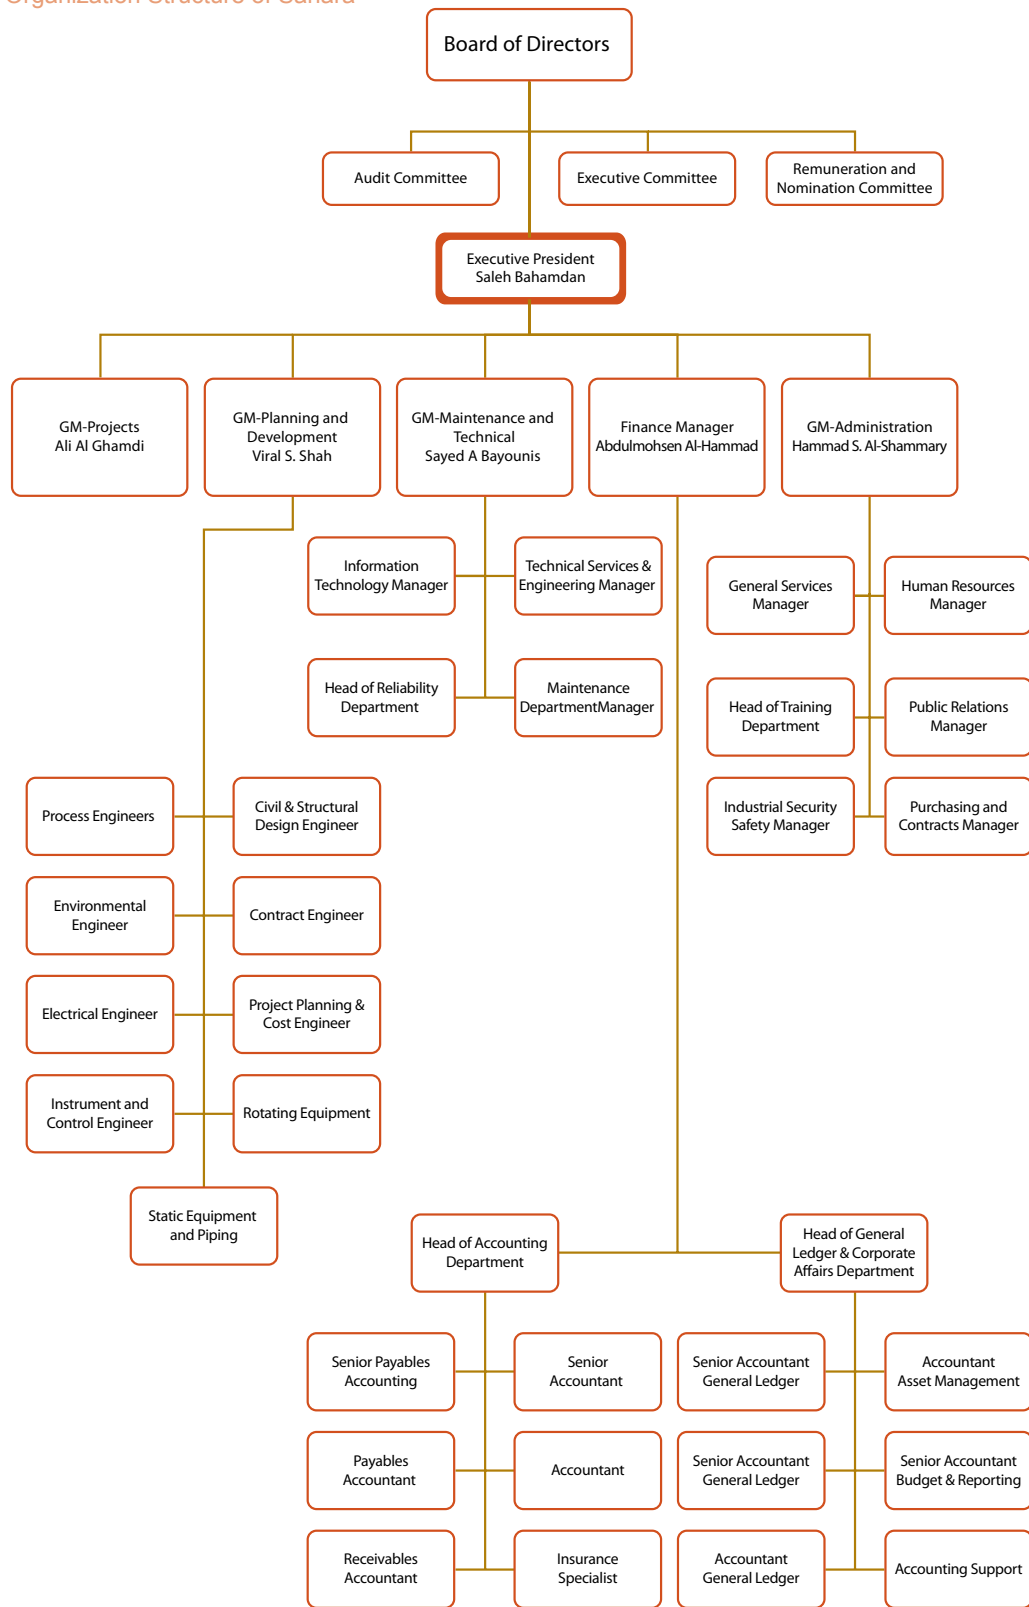 Organization Structure of Sahara
Board of Directors
Audit Committee
Executive Committee
Remuneration and
Nomination Committee
Executive President
Saleh Bahamdan
GM-Projects
Ali Al Ghamdi
GM-Planning and
Development
Viral S. Shah
GM-Maintenance and
Technical
Sayed A Bayounis
Finance Manager
Abdulmohsen Al-Hammad
GM-Administration
Hammad S. Al-Shammary
Information
Technology Manager
Technical Services &
Engineering Manager
General Services
Manager
Human Resources
Manager
Head of Reliability
Department
Maintenance
DepartmentManager
Head of Training
Department
Public Relations
Manager
Process Engineers
Civil & Structural
Design Engineer
Industrial Security
Safety Manager
Purchasing and
Contracts Manager
Environmental
Engineer
Contract Engineer
Electrical Engineer
Project Planning &
Cost Engineer
Instrument and
Control Engineer
Rotating Equipment
Static Equipment
and Piping
Head of Accounting
Department
Head of General
Ledger & Corporate
Affairs Department
Senior Payables
Accounting
Senior
Accountant
Senior Accountant
General Ledger
Accountant
Asset Management
Payables
Accountant
Accountant
Senior Accountant
General Ledger
Senior Accountant
Budget & Reporting
Receivables
Accountant
Insurance
Specialist
Accountant
General Ledger
Accounting Support